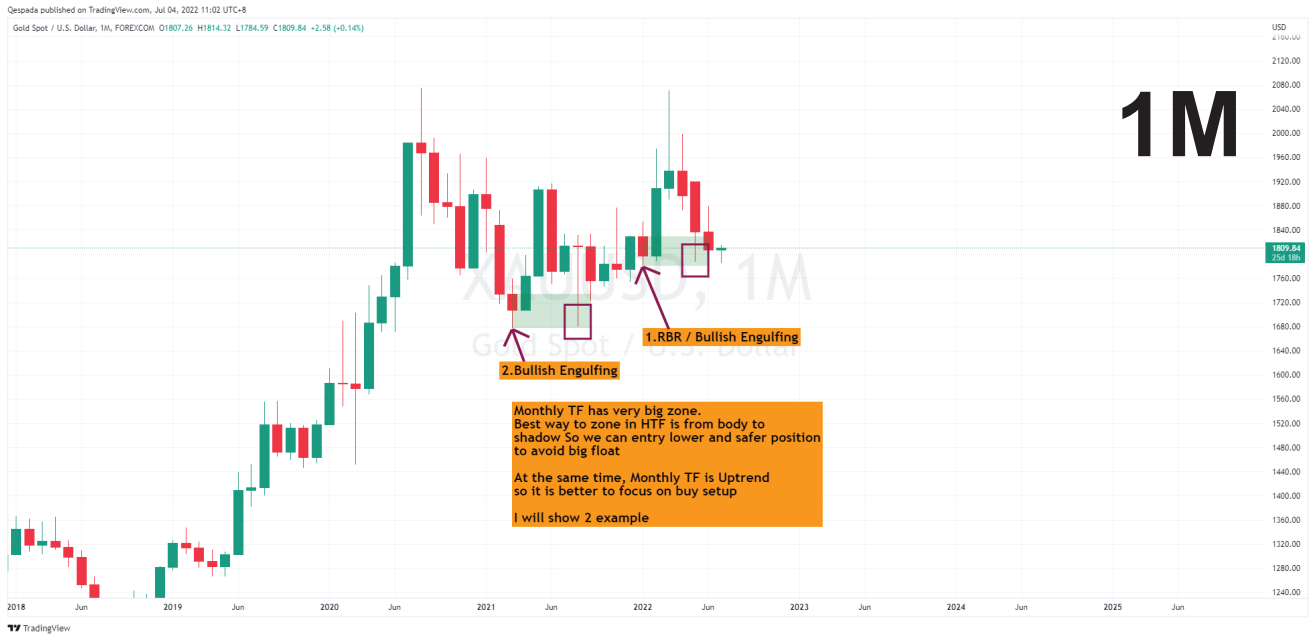 Qespada published on TradingView.com, Jul 04, 2022 11:02 UTC+8
Gold Spot / U.S. Dollar, 1M, FOREXCOM O1807.26 H1814.32 L1784.59 C1809.84 +2.58 (+0.14%)
USD
2160.00
2120.00
2080.00
2040.00
2000.00
1960.00
1920.00
1880.00
1840.00
1809.84
25d 18h
1760.00
1720.00
1680.00
1640.00
1600.00
1560.00
1520.00
1480.00
1440.00
1400.00
1360.00
1320.00
1280.00
1240.00
1M
XAUUSD, 1M
Gold Spot / U.S. Dollar
1.RBR / Bullish Engulfing
2.Bullish Engulfing
Monthly TF has very big zone.
Best way to zone in HTF is from body to
shadow So we can entry lower and safer position
to avoid big float
At the same time, Monthly TF is Uptrend
so it is better to focus on buy setup
I will show 2 example
2018 Jun 2019 Jun 2020 Jun 2021 Jun 2022 Jun 2023 Jun 2024 Jun 2025 Jun
TradingView